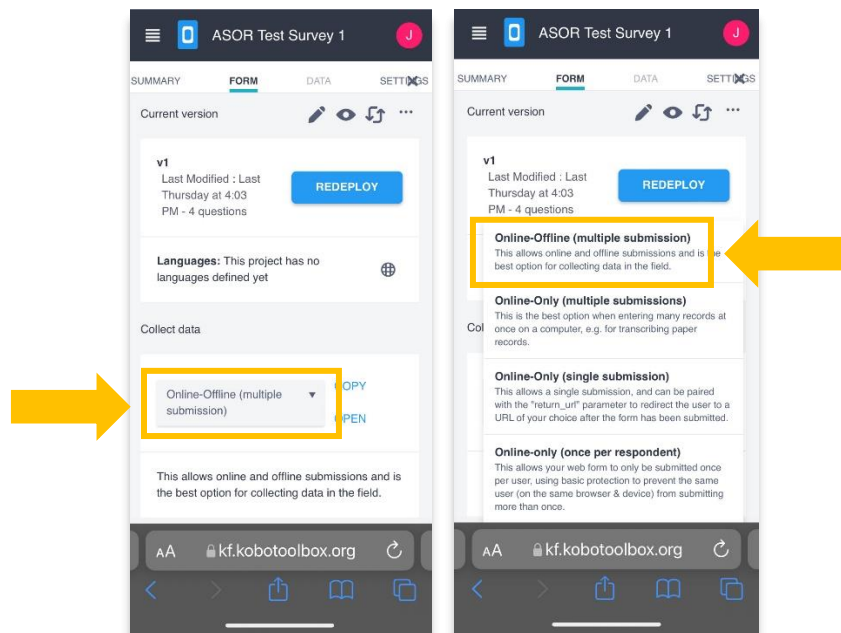 ASOR Test Survey 1
J
SUMMARY FORM DATA SETTINGS
Current version
v1
Last Modified : Last
Thursday at 4:03
PM - 4 questions
REDEPLOY
Languages: This project has no
languages defined yet
Collect data
Online-Offline (multiple
submission)
COPY
OPEN
This allows online and offline submissions and is
the best option for collecting data in the field.
AA kf.kobotoolbox.org
ASOR Test Survey 1
J
SUMMARY FORM DATA SETTINGS
Current version
v1
Last Modified : Last
Thursday at 4:03
PM - 4 questions
REDEPLOY
Online-Offline (multiple submission)
This allows online and offline submissions and is the
best option for collecting data in the field.
Online-Only (multiple submissions)
This is the best option when entering many records at
once on a computer, e.g. for transcribing paper
records.
Col
Online-Only (single submission)
This allows a single submission, and can be paired
with the "return_url" parameter to redirect the user to a
URL of your choice after the form has been submitted.
Online-only (once per respondent)
This allows your web form to only be submitted once
per user, using basic protection to prevent the same
user (on the same browser & device) from submitting
more than once.
AA kf.kobotoolbox.org